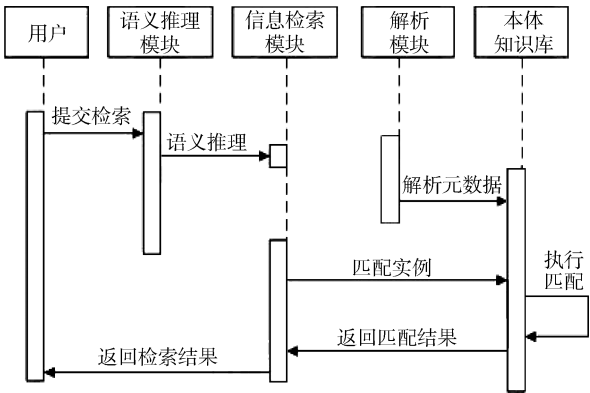 用户
语义推理
模块
信息检索
模块
解析
模块
本体
知识库
提交检索
语义推理
解析元数据
匹配实例
执行
匹配
返回匹配结果
返回检索结果